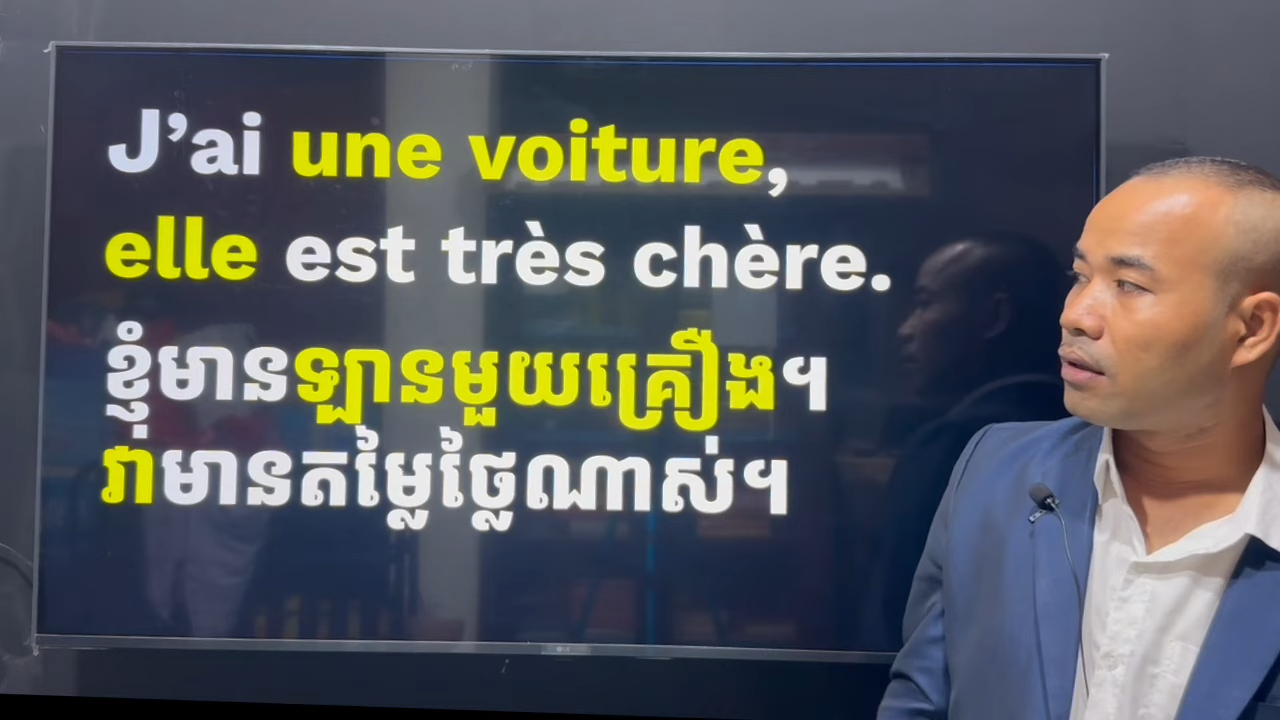 J’ai une voiture,
elle est très chère.
ខ្ញុំមានឡានមួយគ្រឿង។
វាមានតម្លៃថ្លៃណាស់។
LG